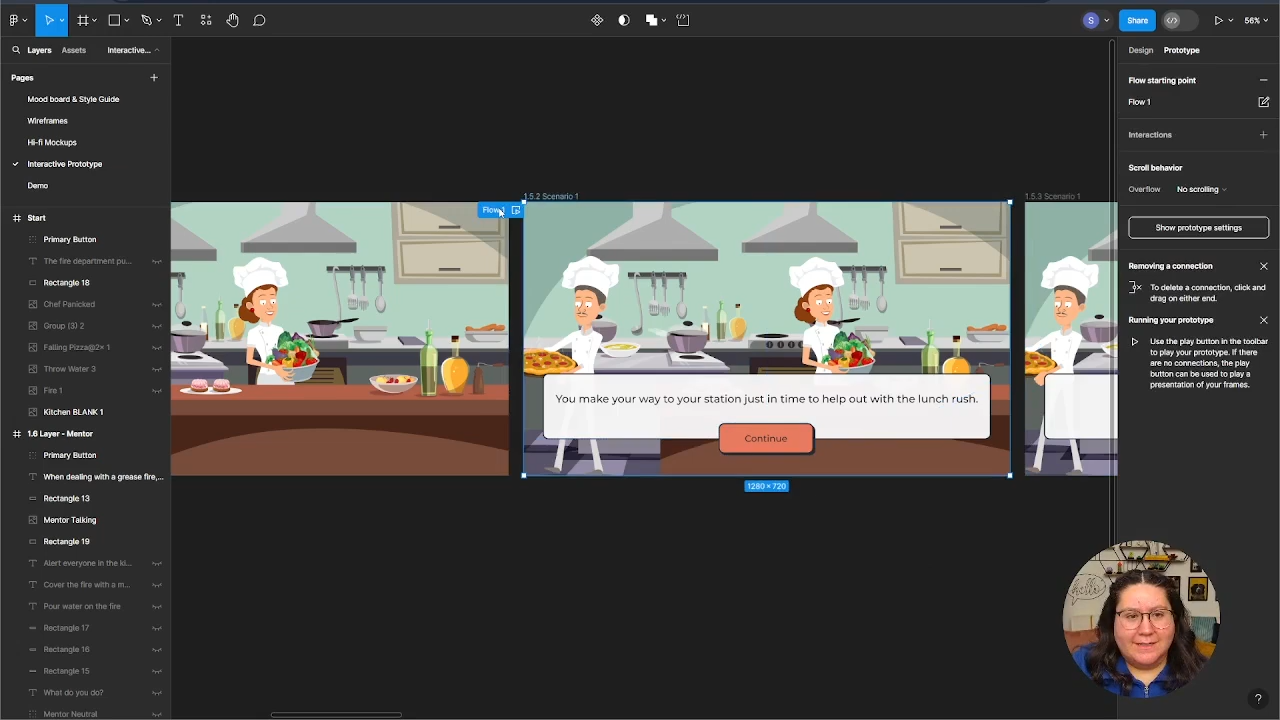 S
Share
56%
Layers
Assets
Interactive...
Pages
Mood board & Style Guide
Wireframes
Hi-fi Mockups
Interactive Prototype
Demo
Start
Primary Button
The fire department pu...
Rectangle 18
Chef Panicked
Group (3) 2
Falling Pizza@2x 1
Throw Water 3
Fire 1
Kitchen BLANK 1
1.6 Layer - Mentor
Primary Button
When dealing with a grease fire,...
Rectangle 13
Mentor Talking
Rectangle 19
Alert everyone in the ki...
Cover the fire with a m...
Pour water on the fire
Rectangle 17
Rectangle 16
Rectangle 15
What do you do?
Mentor Neutral
1.5.2 Scenario 1
1.5.3 Scenario 1
Flow 1
You make your way to your station just in time to help out with the lunch rush.
Continue
1280 × 720
Design
Prototype
Flow starting point
Flow 1
Interactions
Scroll behavior
Overflow
No scrolling
Show prototype settings
Removing a connection
To delete a connection, click and
drag on either end.
Running your prototype
Use the play button in the toolbar
to play your prototype. If there
are no connections, the play
button can be used to play a
presentation of your frames.
hello
?